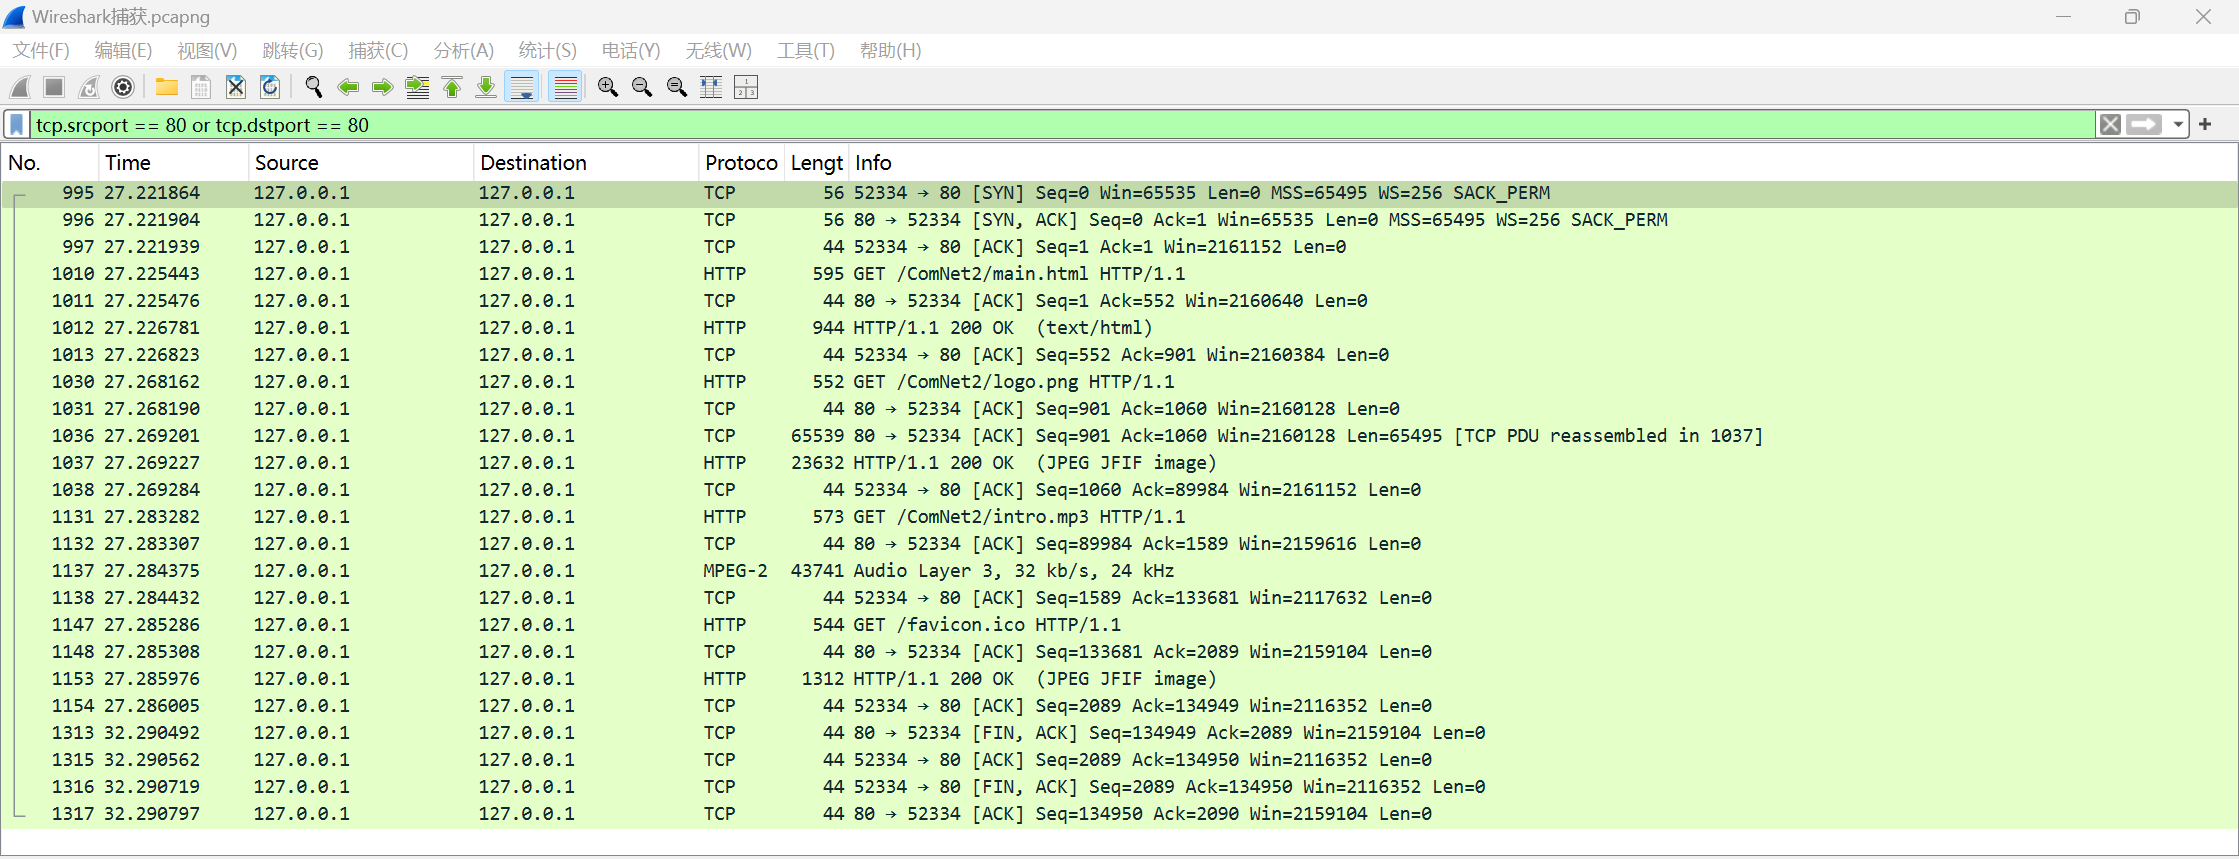 Wireshark捕获.pcapng
文件(F) 编辑(E) 视图(V) 跳转(G) 捕获(C) 分析(A) 统计(S) 电话(Y) 无线(W) 工具(T) 帮助(H)
tcp.srcport == 80 or tcp.dstport == 80
No. Time Source Destination Protoco Lengt Info
995 27.221864 127.0.0.1 127.0.0.1 TCP 56 52334 → 80 [SYN] Seq=0 Win=65535 Len=0 MSS=65495 WS=256 SACK_PERM
996 27.221904 127.0.0.1 127.0.0.1 TCP 56 80 → 52334 [SYN, ACK] Seq=0 Ack=1 Win=65535 Len=0 MSS=65495 WS=256 SACK_PERM
997 27.221939 127.0.0.1 127.0.0.1 TCP 44 52334 → 80 [ACK] Seq=1 Ack=1 Win=2161152 Len=0
1010 27.225443 127.0.0.1 127.0.0.1 HTTP 595 GET /ComNet2/main.html HTTP/1.1
1011 27.225476 127.0.0.1 127.0.0.1 TCP 44 80 → 52334 [ACK] Seq=1 Ack=552 Win=2160640 Len=0
1012 27.226781 127.0.0.1 127.0.0.1 HTTP 944 HTTP/1.1 200 OK (text/html)
1013 27.226823 127.0.0.1 127.0.0.1 TCP 44 52334 → 80 [ACK] Seq=552 Ack=901 Win=2160384 Len=0
1030 27.268162 127.0.0.1 127.0.0.1 HTTP 552 GET /ComNet2/logo.png HTTP/1.1
1031 27.268190 127.0.0.1 127.0.0.1 TCP 44 80 → 52334 [ACK] Seq=901 Ack=1060 Win=2160128 Len=0
1036 27.269201 127.0.0.1 127.0.0.1 TCP 65539 80 → 52334 [ACK] Seq=901 Ack=1060 Win=2160128 Len=65495 [TCP PDU reassembled in 1037]
1037 27.269227 127.0.0.1 127.0.0.1 HTTP 23632 HTTP/1.1 200 OK (JPEG JFIF image)
1038 27.269284 127.0.0.1 127.0.0.1 TCP 44 52334 → 80 [ACK] Seq=1060 Ack=89984 Win=2161152 Len=0
1131 27.283282 127.0.0.1 127.0.0.1 HTTP 573 GET /ComNet2/intro.mp3 HTTP/1.1
1132 27.283307 127.0.0.1 127.0.0.1 TCP 44 80 → 52334 [ACK] Seq=89984 Ack=1589 Win=2159616 Len=0
1137 27.284375 127.0.0.1 127.0.0.1 MPEG-2 43741 Audio Layer 3, 32 kb/s, 24 kHz
1138 27.284432 127.0.0.1 127.0.0.1 TCP 44 52334 → 80 [ACK] Seq=1589 Ack=133681 Win=2117632 Len=0
1147 27.285286 127.0.0.1 127.0.0.1 HTTP 544 GET /favicon.ico HTTP/1.1
1148 27.285308 127.0.0.1 127.0.0.1 TCP 44 80 → 52334 [ACK] Seq=133681 Ack=2089 Win=2159104 Len=0
1153 27.285976 127.0.0.1 127.0.0.1 HTTP 1312 HTTP/1.1 200 OK (JPEG JFIF image)
1154 27.286005 127.0.0.1 127.0.0.1 TCP 44 52334 → 80 [ACK] Seq=2089 Ack=134949 Win=2116352 Len=0
1313 32.290492 127.0.0.1 127.0.0.1 TCP 44 80 → 52334 [FIN, ACK] Seq=134949 Ack=2089 Win=2159104 Len=0
1315 32.290562 127.0.0.1 127.0.0.1 TCP 44 52334 → 80 [ACK] Seq=2089 Ack=134950 Win=2116352 Len=0
1316 32.290719 127.0.0.1 127.0.0.1 TCP 44 52334 → 80 [FIN, ACK] Seq=2089 Ack=134950 Win=2116352 Len=0
1317 32.290797 127.0.0.1 127.0.0.1 TCP 44 80 → 52334 [ACK] Seq=134950 Ack=2090 Win=2159104 Len=0